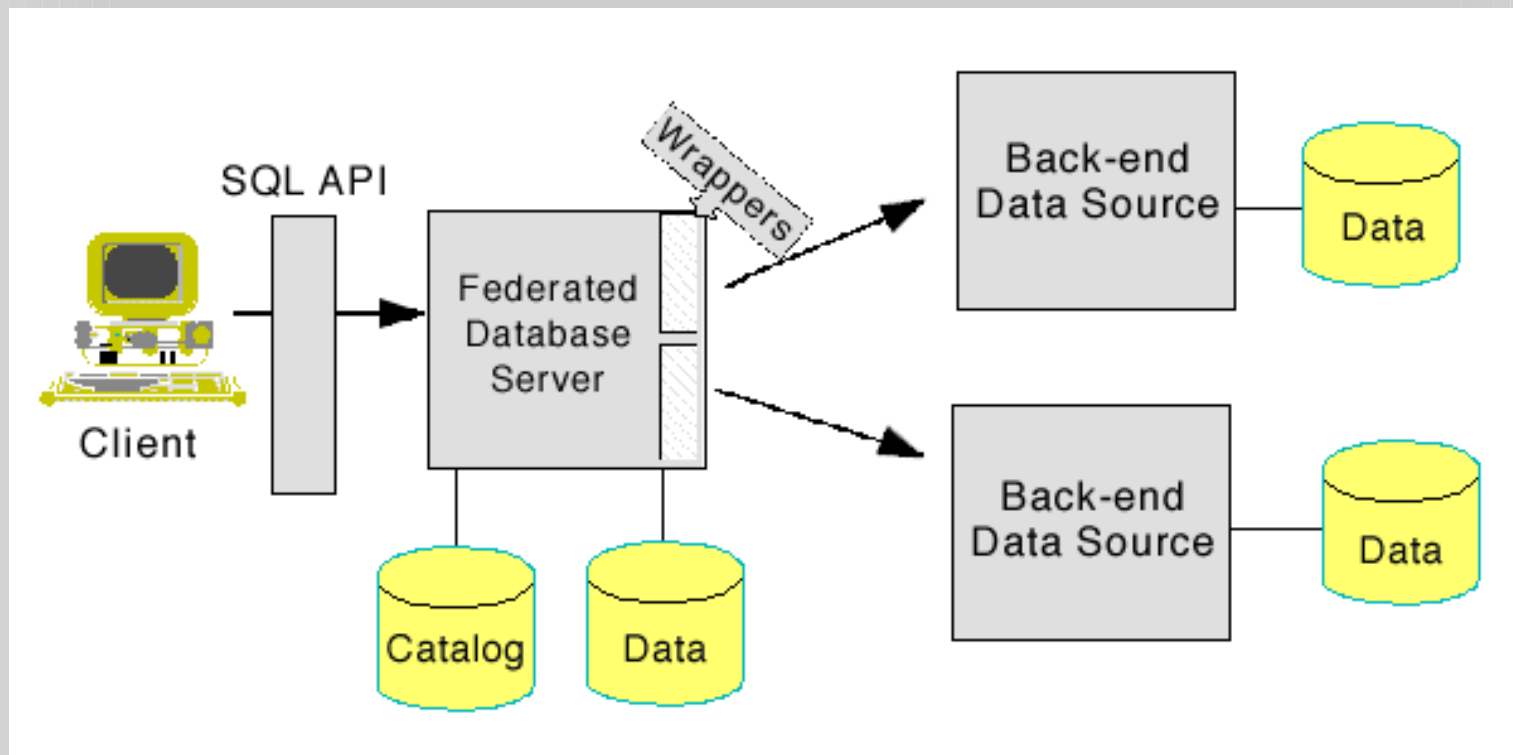 SQL API
Client
Federated
Database
Server
Wrappers
Catalog
Data
Back-end
Data Source
Data
Back-end
Data Source
Data